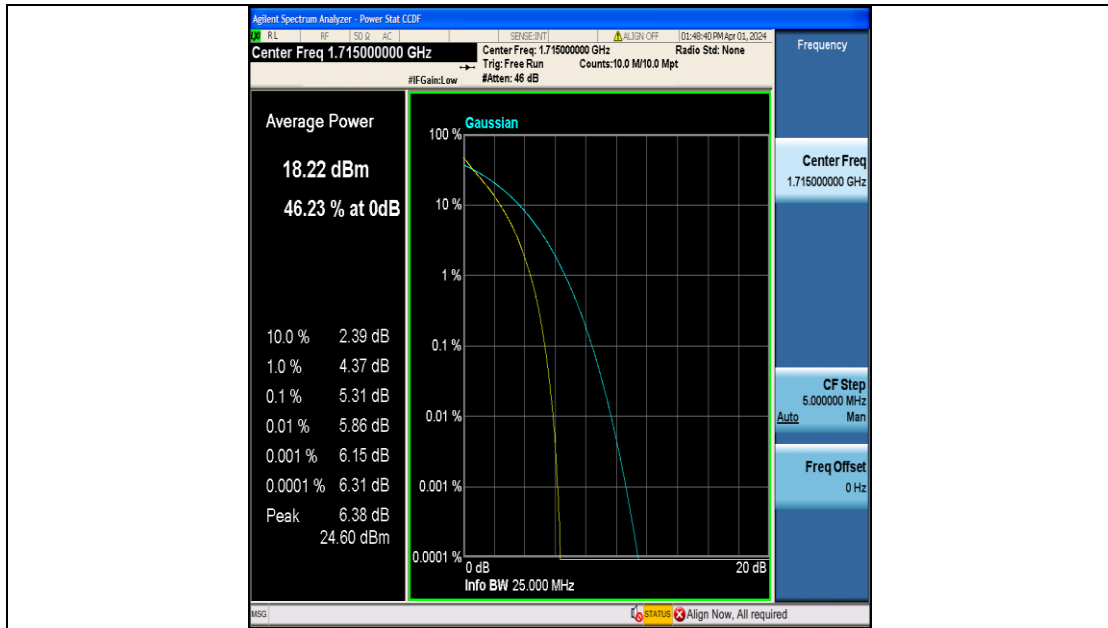 Agilent Spectrum Analyzer - Power Stat CCDF
RL RF 50 Ω AC SENSE:INT ALIGN OFF 01:48:40 PM Apr 01, 2024
Center Freq 1.715000000 GHz
Center Freq: 1.715000000 GHz Radio Std: None
Trig: Free Run Counts:10.0 M/10.0 Mpt
#IFGain:Low #Atten: 46 dB
Average Power
18.22 dBm
46.23 % at 0dB
10.0 % 2.39 dB
1.0 % 4.37 dB
0.1 % 5.31 dB
0.01 % 5.86 dB
0.001 % 6.15 dB
0.0001 % 6.31 dB
Peak 6.38 dB
24.60 dBm
Gaussian
100 %
10 %
1 %
0.1 %
0.01 %
0.001 %
0.0001 %
0 dB 20 dB
Info BW 25.000 MHz
Frequency
Center Freq
1.715000000 GHz
CF Step
5.000000 MHz
Auto Man
Freq Offset
0 Hz
MSG STATUS Align Now, All required